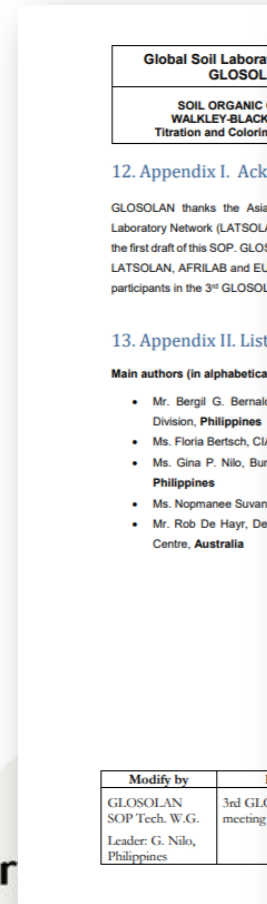 Global Soil Labora
GLOSOL
SOIL ORGANIC
WALKLEY-BLACK
Titration and Colorin
12. Appendix I. Ack
GLOSOLAN thanks the Asia
Laboratory Network (LATSOLA
the first draft of this SOP. GLOS
LATSOLAN, AFRILAB and EU
participants in the 3rd GLOSOL
13. Appendix II. List
Main authors (in alphabetica
• Mr. Bergil G. Bernald
Division, Philippines
• Ms. Floria Bertsch, CIA
• Ms. Gina P. Nilo, Bur
Philippines
• Ms. Nopmanee Suvan
• Mr. Rob De Hayr, De
Centre, Australia
Modify by
GLOSOLAN 3rd GLO
SOP Tech. W.G. meeting
Leader: G. Nilo,
Philippines
r